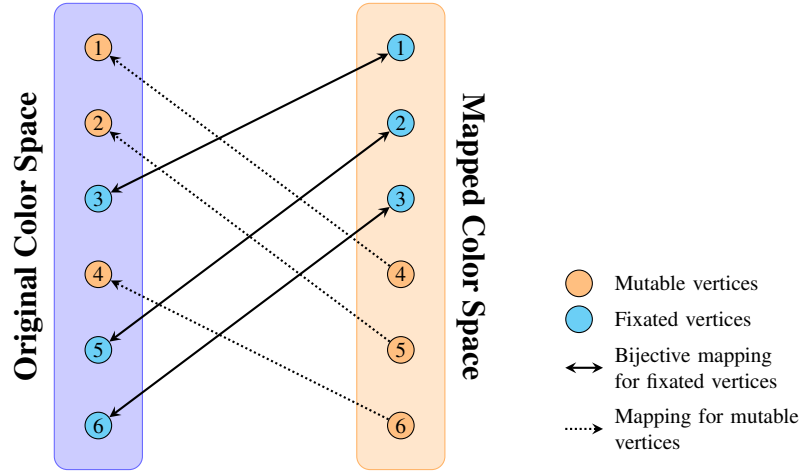 Original Color Space
1
2
3
4
5
6
1
2
3
4
5
6
Mapped Color Space
Mutable vertices
Fixated vertices
Bijective mapping
for fixated vertices
Mapping for mutable
vertices